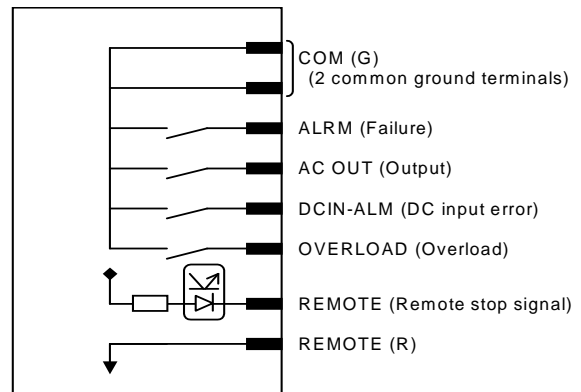 COM (G)
(2 common ground terminals)
ALRM (Failure)
AC OUT (Output)
DCIN-ALM (DC input error)
OVERLOAD (Overload)
REMOTE (Remote stop signal)
REMOTE (R)